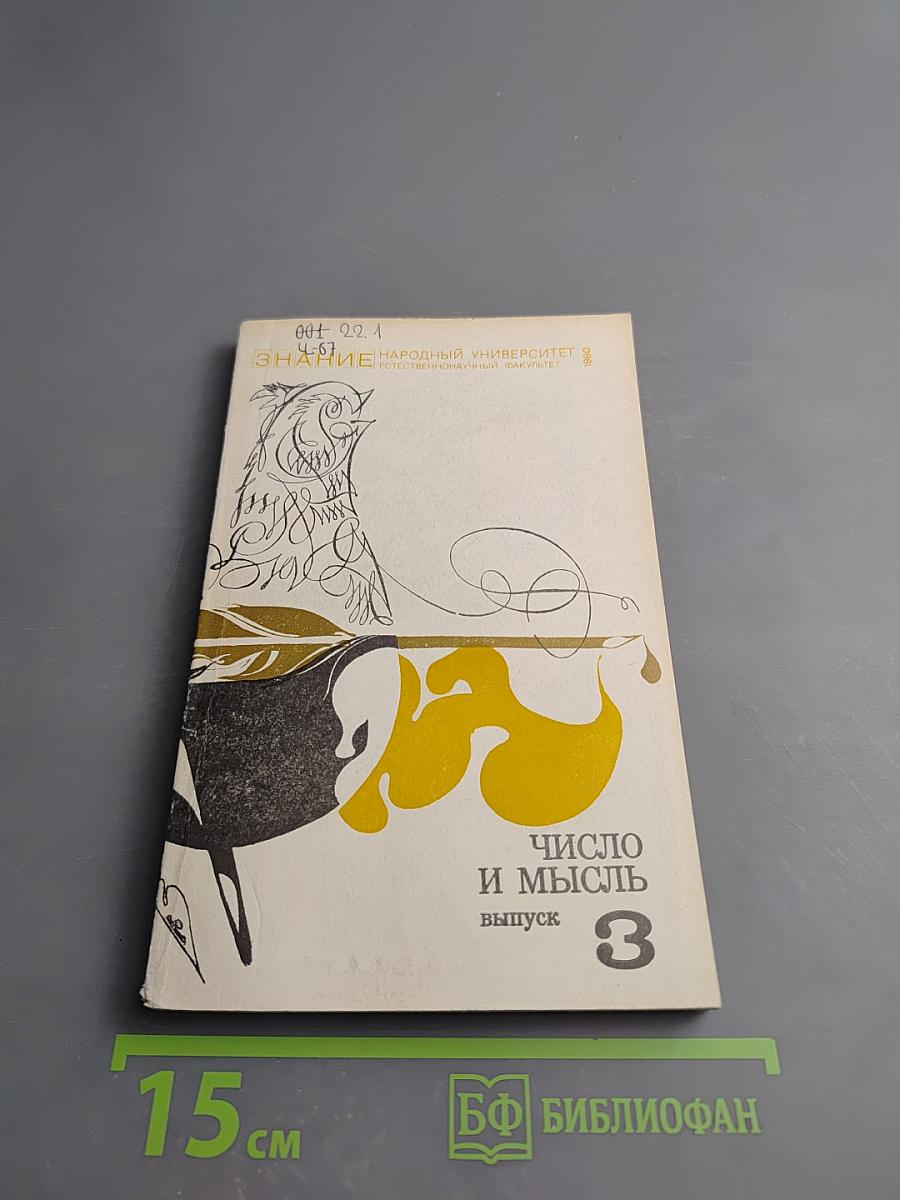 001 22.1
Ч-67
ЗНАНИЕ НАРОДНЫЙ УНИВЕРСИТЕТ 1980
ЕСТЕСТВЕННОНАУЧНЫЙ ФАКУЛЬТЕТ
ЧИСЛО
И МЫСЛЬ
выпуск 3
15 см
БФ БИБЛИОФАН